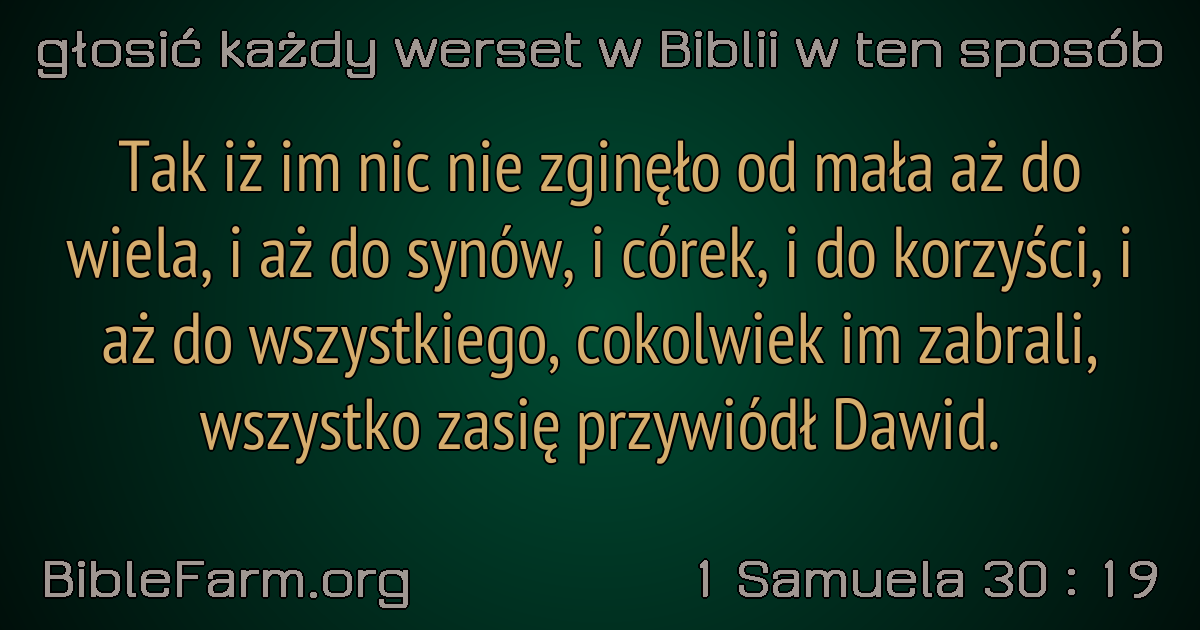 głosić każdy werset w Biblii w ten sposób
Tak iż im nic nie zginęło od mała aż do
wiela, i aż do synów, i córek, i do korzyści, i
aż do wszystkiego, cokolwiek im zabrali,
wszystko zasię przywiódł Dawid.
BibleFarm.org
1 Samuela 30 : 19